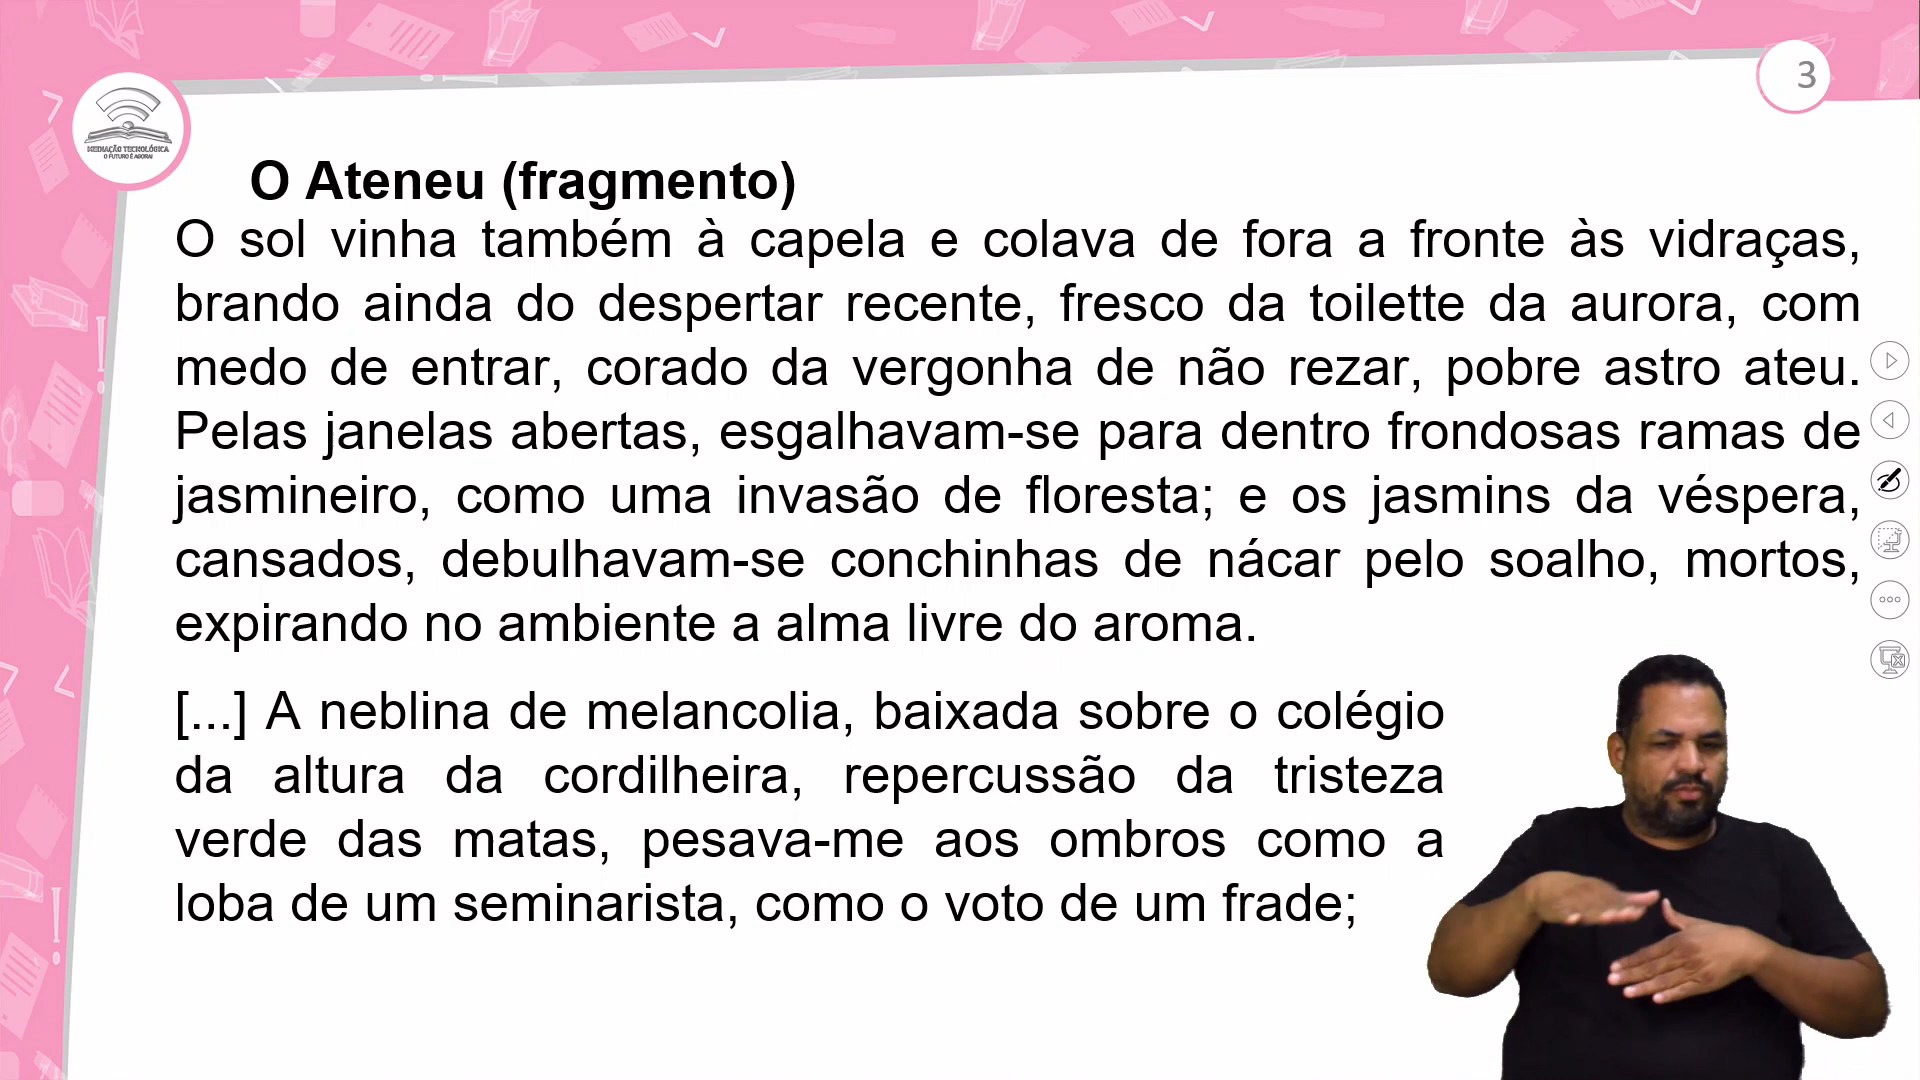 3
MEDIAÇÃO TECNOLÓGICA
O FUTURO É AGORA!
O Ateneu (fragmento)
O sol vinha também à capela e colava de fora a fronte às vidraças,
brando ainda do despertar recente, fresco da toilette da aurora, com
medo de entrar, corado da vergonha de não rezar, pobre astro ateu.
Pelas janelas abertas, esgalhavam-se para dentro frondosas ramas de
jasmineiro, como uma invasão de floresta; e os jasmins da véspera,
cansados, debulhavam-se conchinhas de nácar pelo soalho, mortos,
expirando no ambiente a alma livre do aroma.
[...] A neblina de melancolia, baixada sobre o colégio
da altura da cordilheira, repercussão da tristeza
verde das matas, pesava-me aos ombros como a
loba de um seminarista, como o voto de um frade;